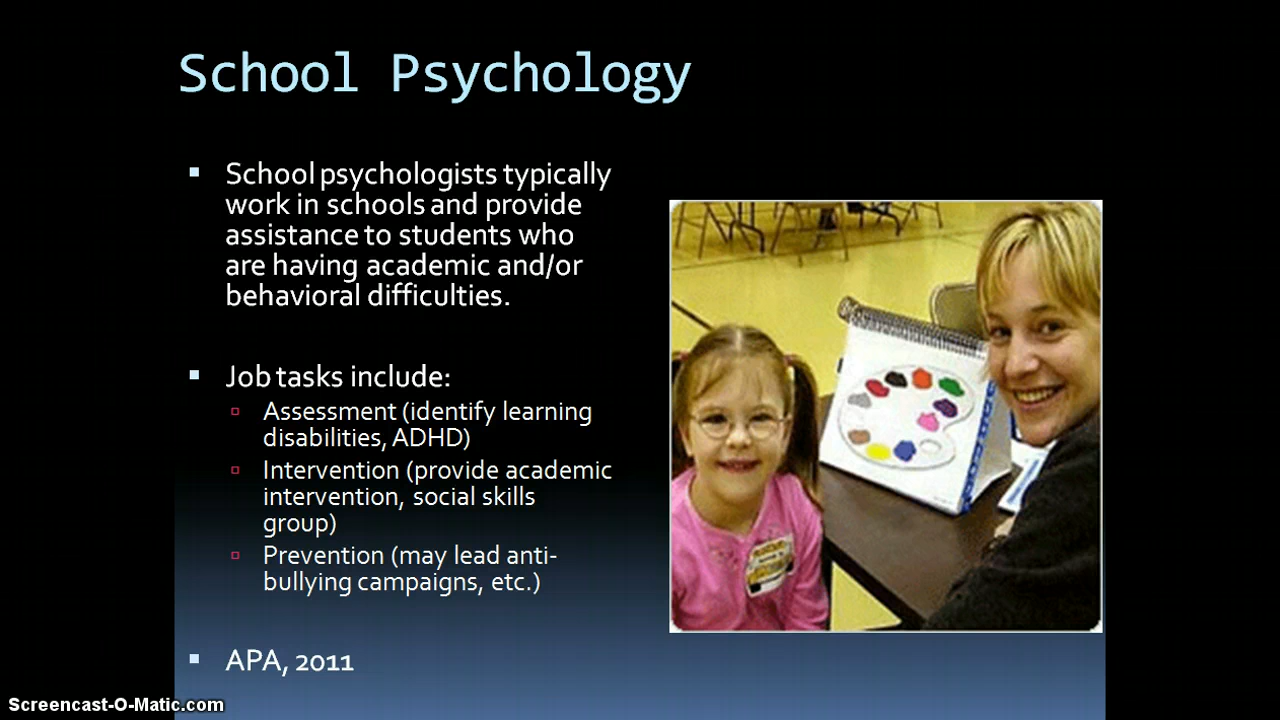 School Psychology
School psychologists typically
work in schools and provide
assistance to students who
are having academic and/or
behavioral difficulties.
Job tasks include:
Assessment (identify learning
disabilities, ADHD)
Intervention (provide academic
intervention, social skills
group)
Prevention (may lead anti-
bullying campaigns, etc.)
APA, 2011
Screencast-O-Matic.com